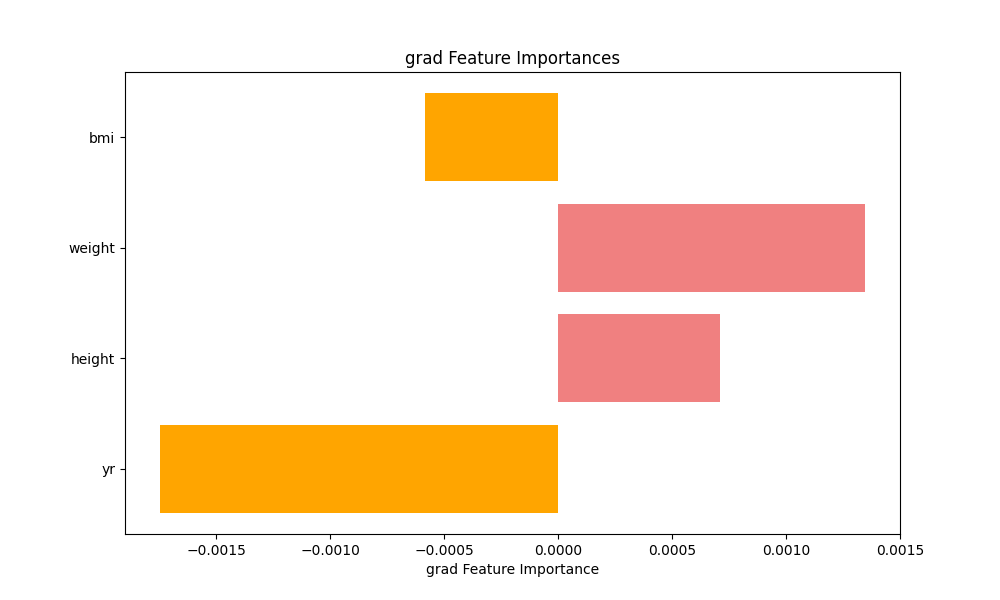 grad Feature Importances
bmi
weight
height
yr
−0.0015 −0.0010 −0.0005 0.0000 0.0005 0.0010 0.0015
grad Feature Importance